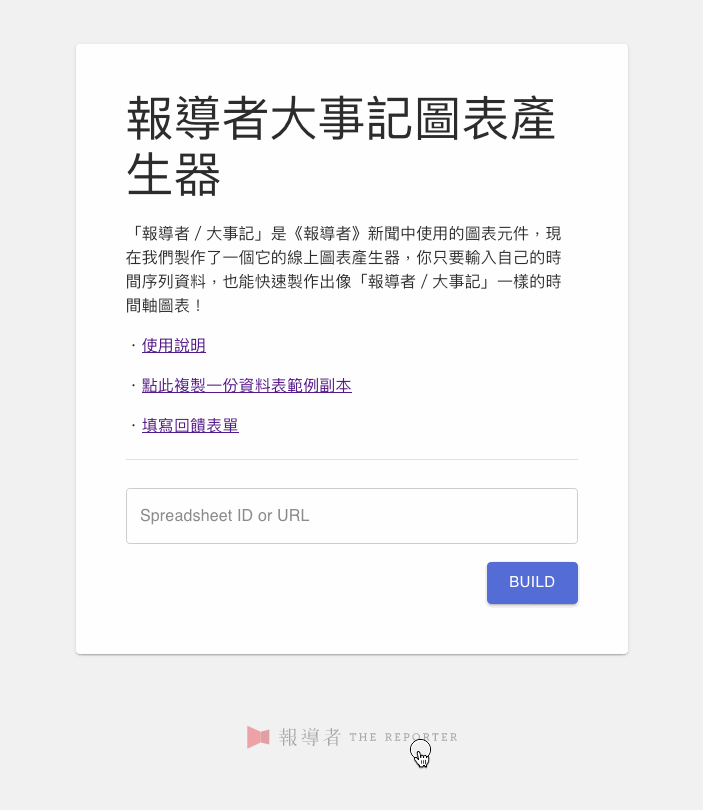 報導者大事記圖表產
生器
「報導者 / 大事記」是《報導者》新聞中使用的圖表元件，現
在我們製作了一個它的線上圖表產生器，你只要輸入自己的時
間序列資料，也能快速製作出像「報導者 / 大事記」一樣的時
間軸圖表！
・使用說明
・點此複製一份資料表範例副本
・填寫回饋表單
Spreadsheet ID or URL
BUILD
報導者 THE REPORTER